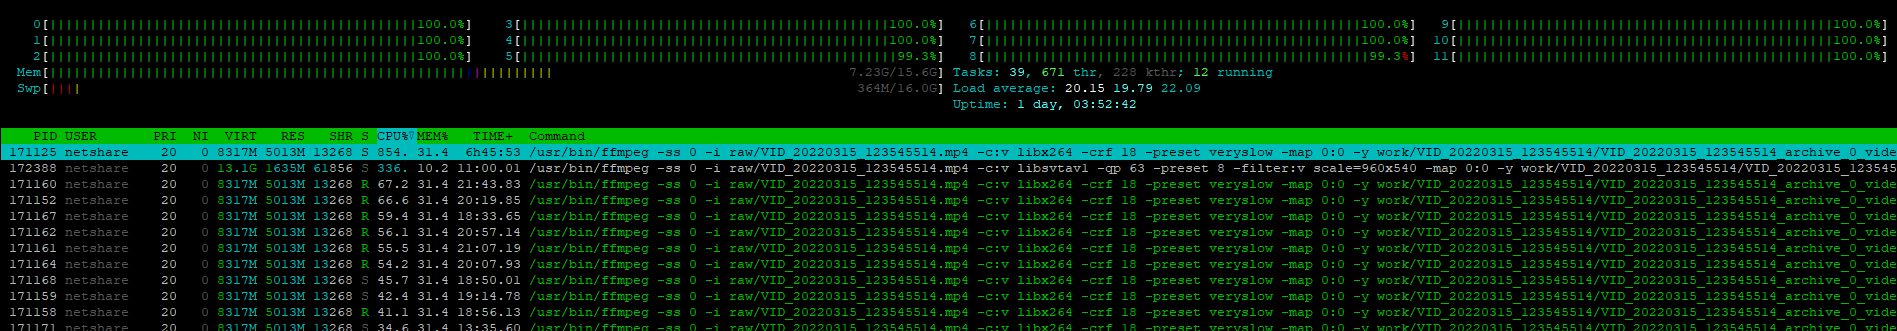 0[||||||||||||||||||||||||||||||||||||||||||||||100.0%] 3[||||||||||||||||||||||||||||||||||||||||||||||100.0%] 6[|||||||||||||||||||||||||||||||||||||||||||||||100.0%] 9[|||||||||||||||||||||||||||||||||||||||||||||||100.0%]
1[||||||||||||||||||||||||||||||||||||||||||||||100.0%] 4[||||||||||||||||||||||||||||||||||||||||||||||100.0%] 7[|||||||||||||||||||||||||||||||||||||||||||||||100.0%] 10[|||||||||||||||||||||||||||||||||||||||||||||||100.0%]
2[||||||||||||||||||||||||||||||||||||||||||||||100.0%] 5[|||||||||||||||||||||||||||||||||||||||||||||||99.3%] 8[||||||||||||||||||||||||||||||||||||||||||||||||99.3%] 11[|||||||||||||||||||||||||||||||||||||||||||||||100.0%]
Mem[|||||||||||||||||||||||||||||||||||||||||||||||||||||||||||||||7.23G/15.6G] Tasks: 39, 671 thr, 228 kthr; 12 running
Swp[|||| 364M/16.0G] Load average: 20.15 19.79 22.09
Uptime: 1 day, 03:52:42
PID USER PRI NI VIRT RES SHR S CPU%▽MEM% TIME+ Command
171125 netshare 20 0 8317M 5013M 13268 S 854. 31.4 6h45:53 /usr/bin/ffmpeg -ss 0 -i raw/VID_20220315_123545514.mp4 -c:v libx264 -crf 18 -preset veryslow -map 0:0 -y work/VID_20220315_123545514/VID_20220315_123545514_archive_0_vide
172388 netshare 20 0 13.1G 1635M 61856 S 336. 10.2 11:00.01 /usr/bin/ffmpeg -ss 0 -i raw/VID_20220315_123545514.mp4 -c:v libsvtav1 -qp 63 -preset 8 -filter:v scale=960x540 -map 0:0 -y work/VID_20220315_123545514/VID_20220315_123545
171160 netshare 20 0 8317M 5013M 13268 R 67.2 31.4 21:43.83 /usr/bin/ffmpeg -ss 0 -i raw/VID_20220315_123545514.mp4 -c:v libx264 -crf 18 -preset veryslow -map 0:0 -y work/VID_20220315_123545514/VID_20220315_123545514_archive_0_vide
171152 netshare 20 0 8317M 5013M 13268 R 66.6 31.4 20:19.85 /usr/bin/ffmpeg -ss 0 -i raw/VID_20220315_123545514.mp4 -c:v libx264 -crf 18 -preset veryslow -map 0:0 -y work/VID_20220315_123545514/VID_20220315_123545514_archive_0_vide
171167 netshare 20 0 8317M 5013M 13268 R 59.4 31.4 18:33.65 /usr/bin/ffmpeg -ss 0 -i raw/VID_20220315_123545514.mp4 -c:v libx264 -crf 18 -preset veryslow -map 0:0 -y work/VID_20220315_123545514/VID_20220315_123545514_archive_0_vide
171162 netshare 20 0 8317M 5013M 13268 R 56.1 31.4 20:57.14 /usr/bin/ffmpeg -ss 0 -i raw/VID_20220315_123545514.mp4 -c:v libx264 -crf 18 -preset veryslow -map 0:0 -y work/VID_20220315_123545514/VID_20220315_123545514_archive_0_vide
171161 netshare 20 0 8317M 5013M 13268 R 55.5 31.4 21:07.19 /usr/bin/ffmpeg -ss 0 -i raw/VID_20220315_123545514.mp4 -c:v libx264 -crf 18 -preset veryslow -map 0:0 -y work/VID_20220315_123545514/VID_20220315_123545514_archive_0_vide
171164 netshare 20 0 8317M 5013M 13268 R 54.2 31.4 20:07.93 /usr/bin/ffmpeg -ss 0 -i raw/VID_20220315_123545514.mp4 -c:v libx264 -crf 18 -preset veryslow -map 0:0 -y work/VID_20220315_123545514/VID_20220315_123545514_archive_0_vide
171168 netshare 20 0 8317M 5013M 13268 S 45.7 31.4 18:50.01 /usr/bin/ffmpeg -ss 0 -i raw/VID_20220315_123545514.mp4 -c:v libx264 -crf 18 -preset veryslow -map 0:0 -y work/VID_20220315_123545514/VID_20220315_123545514_archive_0_vide
171159 netshare 20 0 8317M 5013M 13268 S 42.4 31.4 19:14.78 /usr/bin/ffmpeg -ss 0 -i raw/VID_20220315_123545514.mp4 -c:v libx264 -crf 18 -preset veryslow -map 0:0 -y work/VID_20220315_123545514/VID_20220315_123545514_archive_0_vide
171158 netshare 20 0 8317M 5013M 13268 R 41.1 31.4 18:56.13 /usr/bin/ffmpeg -ss 0 -i raw/VID_20220315_123545514.mp4 -c:v libx264 -crf 18 -preset veryslow -map 0:0 -y work/VID_20220315_123545514/VID_20220315_123545514_archive_0_vide
171171 netshare 20 0 8317M 5013M 13268 S 34.6 31.4 13:35.60 /usr/bin/ffmpeg -ss 0 -i raw/VID_20220315_123545514.mp4 -c:v libx264 -crf 18 -preset veryslow -map 0:0 -y work/VID_20220315_123545514/VID_20220315_123545514_archive_0_vide